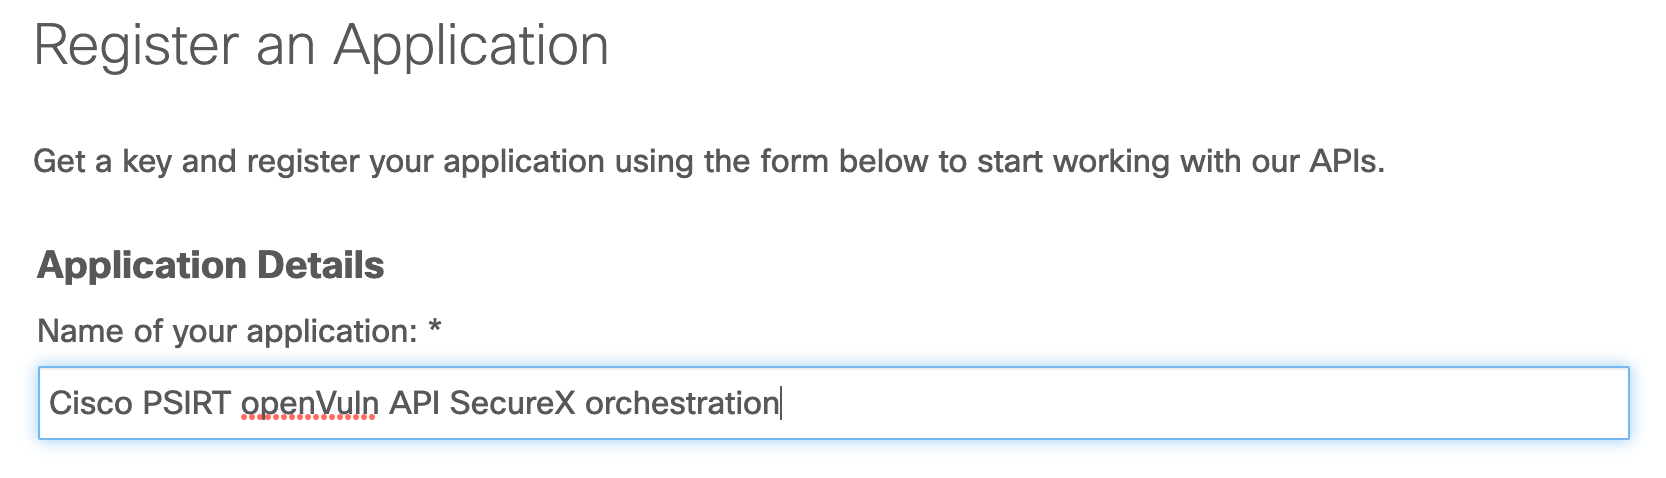 Register an Application
Get a key and register your application using the form below to start working with our APIs.
Application Details
Name of your application: *
Cisco PSIRT openVuln API SecureX orchestration